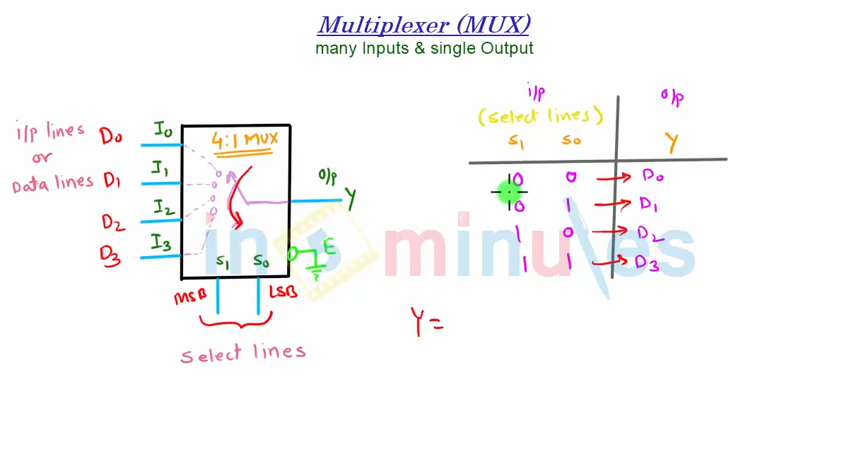 Multiplexer (MUX)
many Inputs & single Output
i/p lines
or
Data lines
D0 I0
D1 I1
D2 I2
D3 I3
4:1 MUX
o/p
Y
E
S1 S0
MSB LSB
Select lines
i/p o/p
(select lines)
S1 S0 Y
0 0 → D0
0 1 → D1
1 0 → D2
1 1 → D3
in 5 minutes
Y =